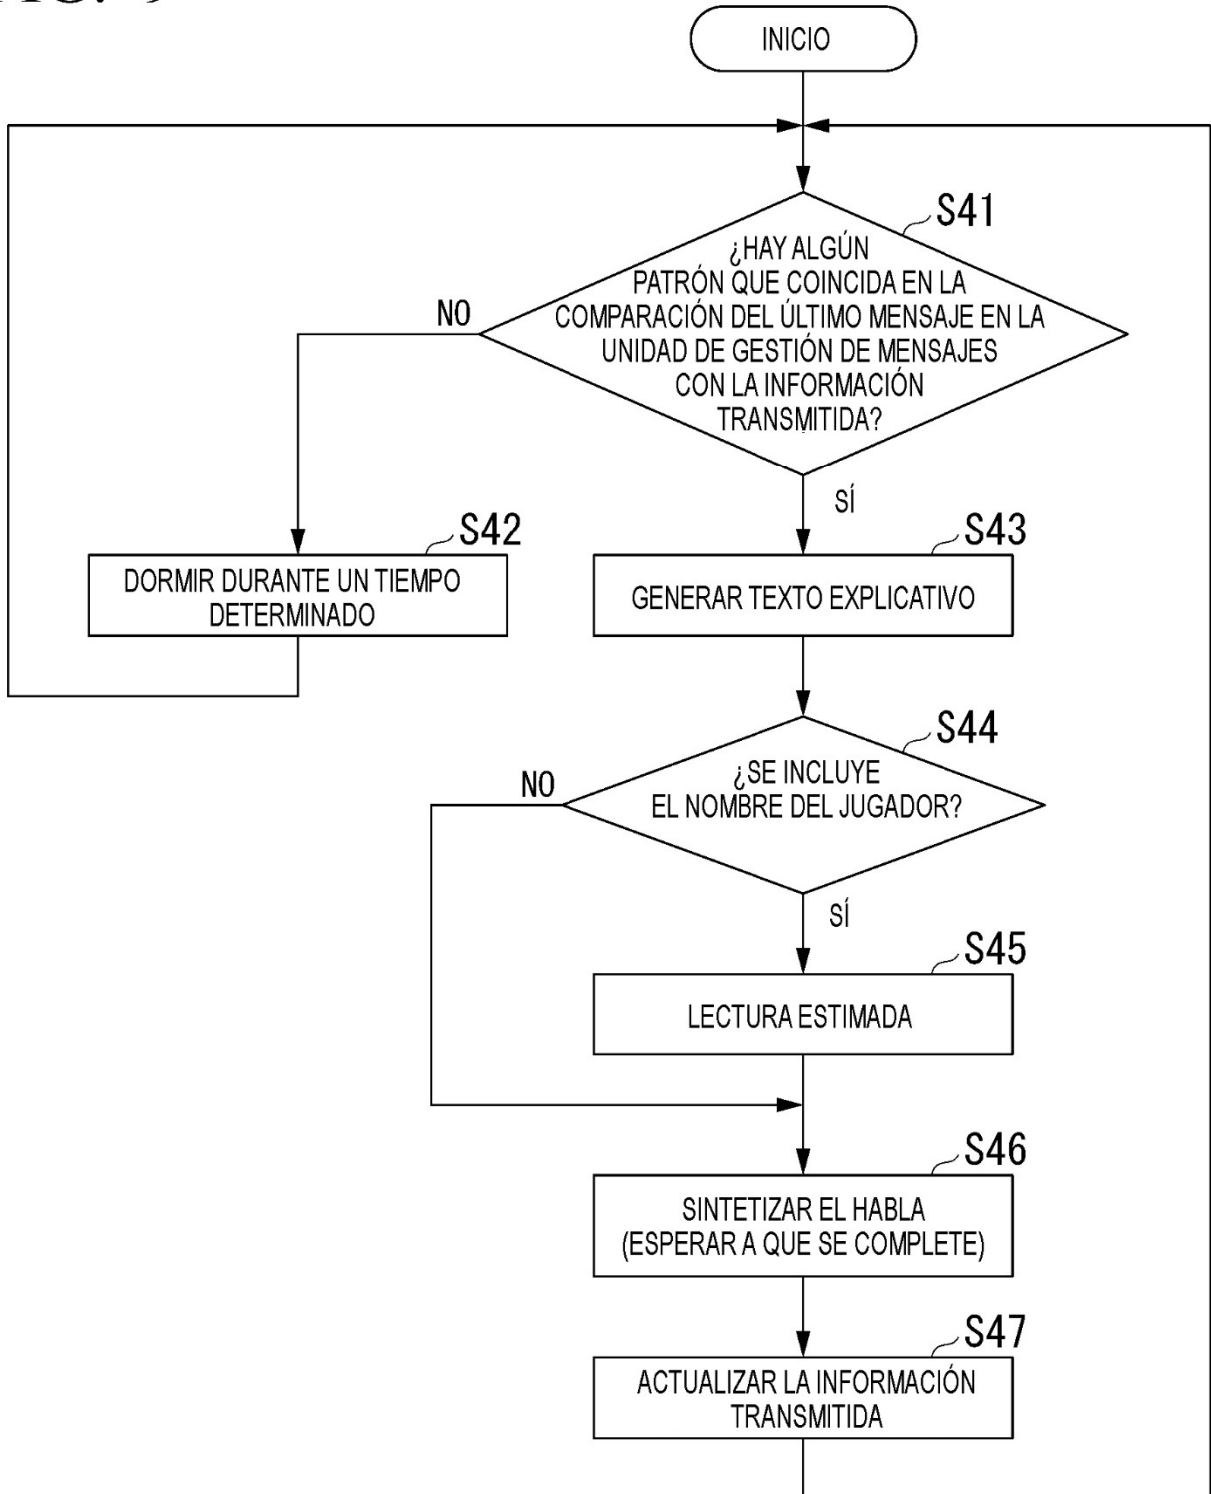 INICIO
S41
¿HAY ALGÚN
PATRÓN QUE COINCIDA EN LA
COMPARACIÓN DEL ÚLTIMO MENSAJE EN LA
UNIDAD DE GESTIÓN DE MENSAJES
CON LA INFORMACIÓN
TRANSMITIDA?
NO
SÍ
S42
DORMIR DURANTE UN TIEMPO
DETERMINADO
S43
GENERAR TEXTO EXPLICATIVO
S44
¿SE INCLUYE
EL NOMBRE DEL JUGADOR?
NO
SÍ
S45
LECTURA ESTIMADA
S46
SINTETIZAR EL HABLA
(ESPERAR A QUE SE COMPLETE)
S47
ACTUALIZAR LA INFORMACIÓN
TRANSMITIDA